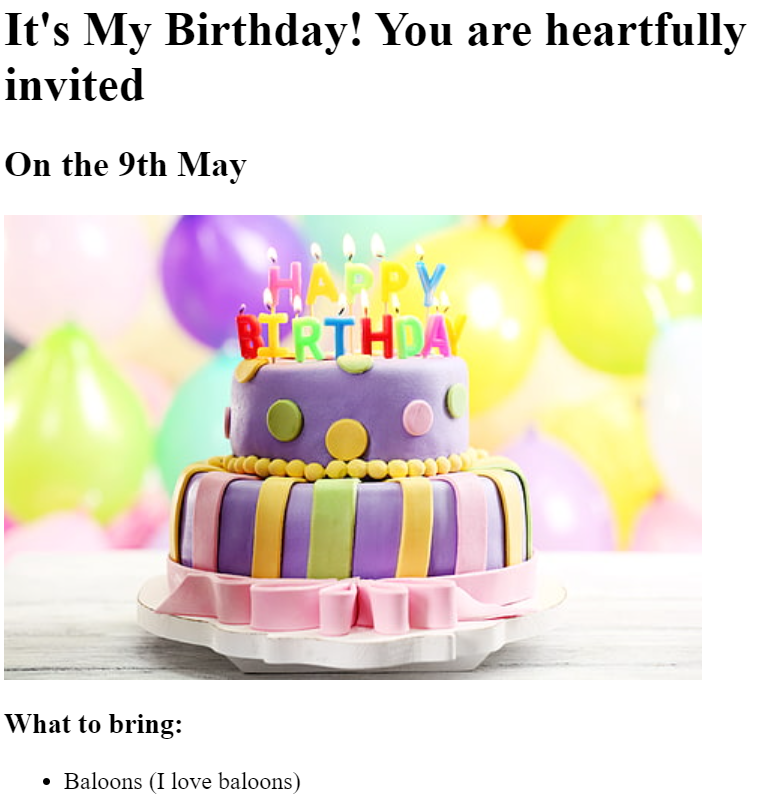 It's My Birthday! You are heartfully
invited
On the 9th May
HAPPY
BIRTHDAY
What to bring:
• Baloons (I love baloons)